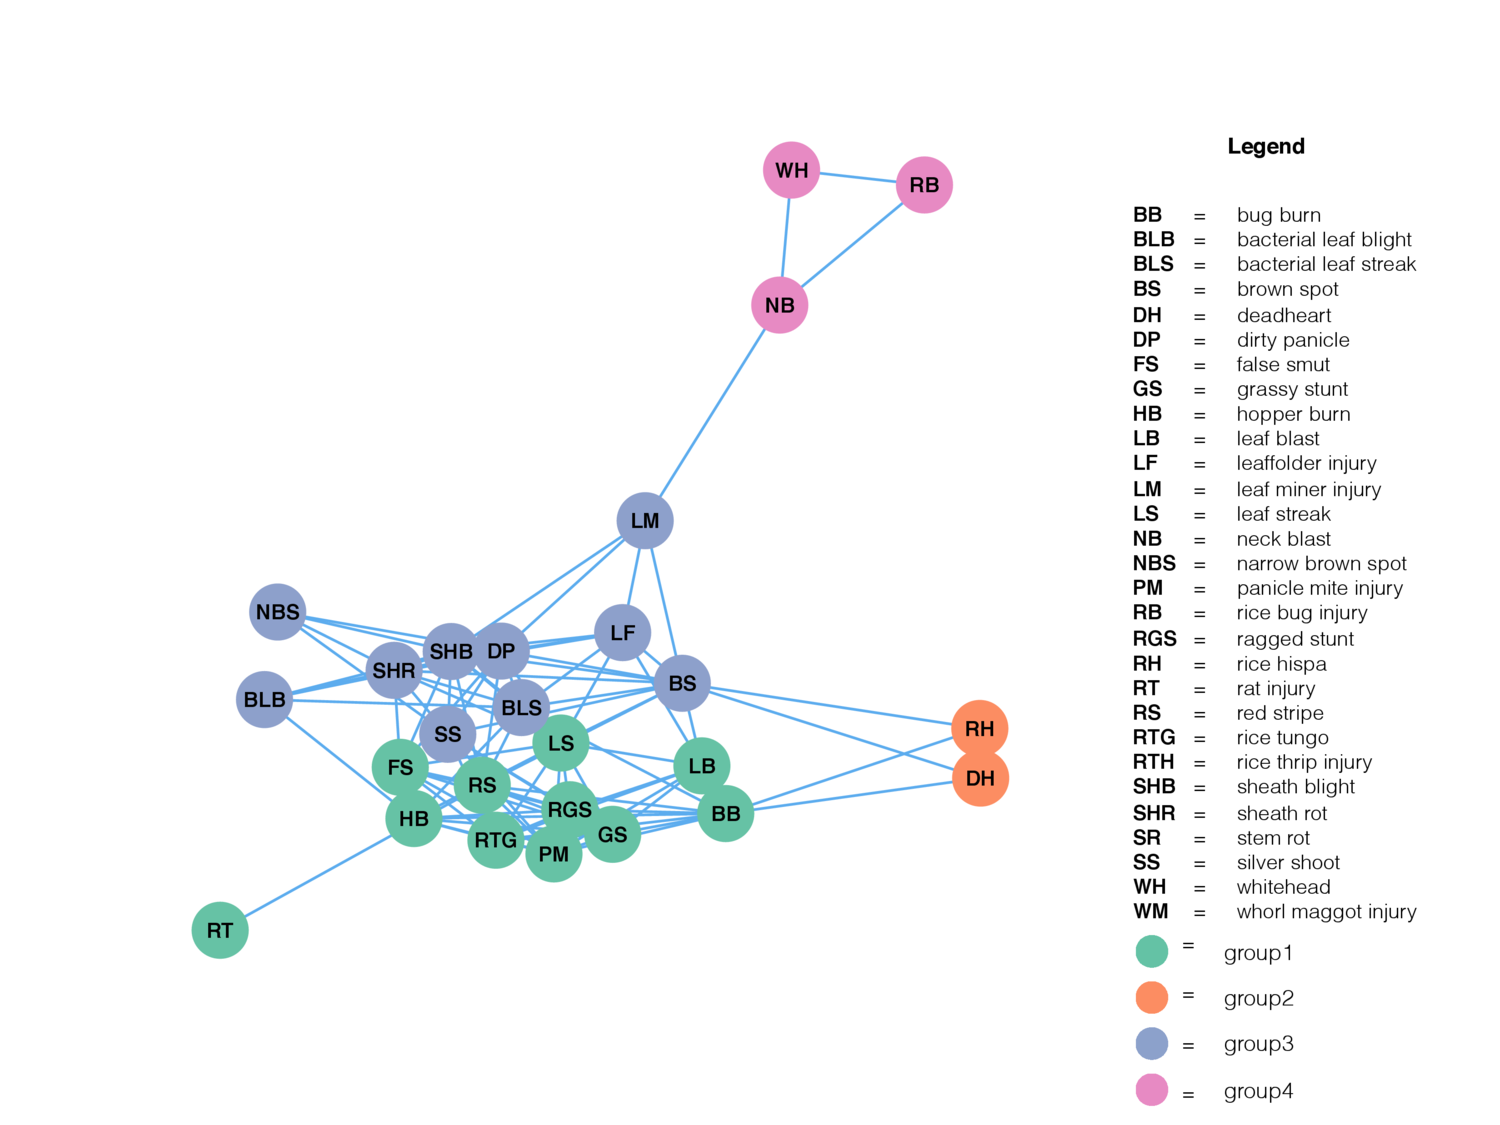 WH
RB
NB
LM
NBS
LF
SHB
DP
SHR
BS
BLB
BLS
RH
SS
LS
LB
FS
DH
RS
RGS
BB
HB
GS
RTG
PM
RT
Legend
BB = bug burn
BLB = bacterial leaf blight
BLS = bacterial leaf streak
BS = brown spot
DH = deadheart
DP = dirty panicle
FS = false smut
GS = grassy stunt
HB = hopper burn
LB = leaf blast
LF = leaffolder injury
LM = leaf miner injury
LS = leaf streak
NB = neck blast
NBS = narrow brown spot
PM = panicle mite injury
RB = rice bug injury
RGS = ragged stunt
RH = rice hispa
RT = rat injury
RS = red stripe
RTG = rice tungo
RTH = rice thrip injury
SHB = sheath blight
SHR = sheath rot
SR = stem rot
SS = silver shoot
WH = whitehead
WM = whorl maggot injury
= group1
= group2
= group3
= group4